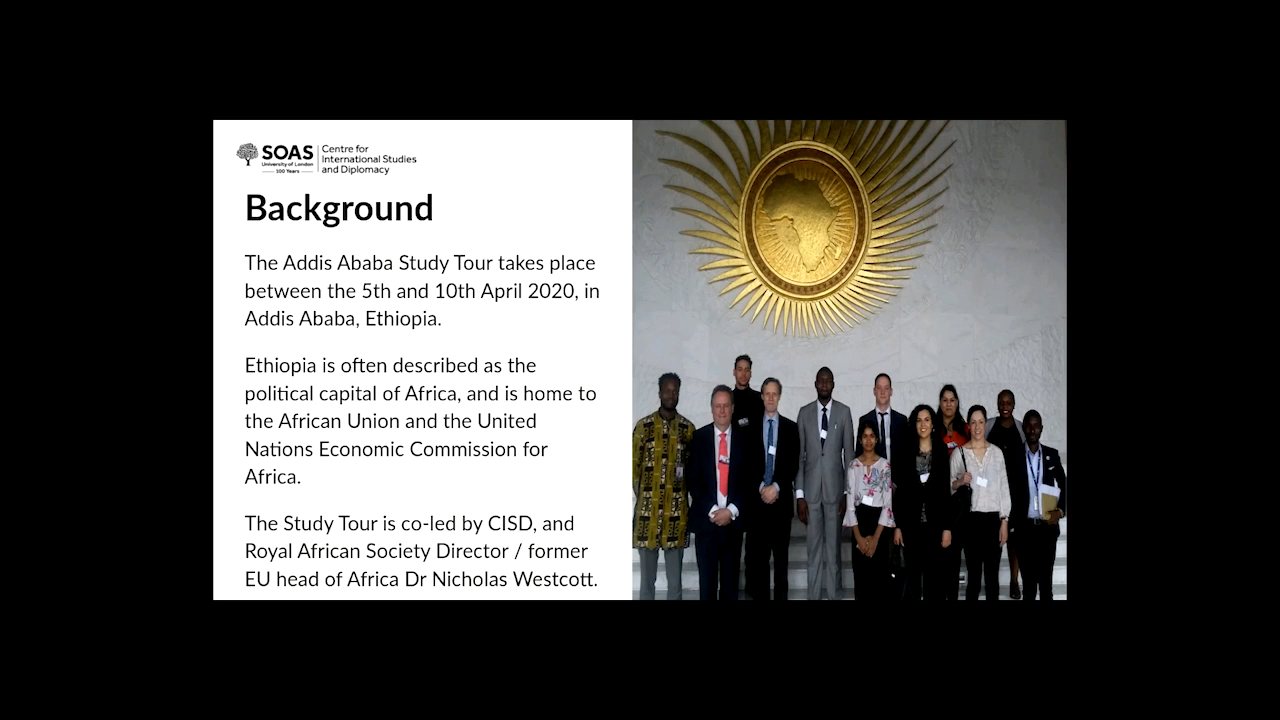 SOAS
University of London
100 Years
Centre for
International Studies
and Diplomacy
Background
The Addis Ababa Study Tour takes place
between the 5th and 10th April 2020, in
Addis Ababa, Ethiopia.
Ethiopia is often described as the
political capital of Africa, and is home to
the African Union and the United
Nations Economic Commission for
Africa.
The Study Tour is co-led by CISD, and
Royal African Society Director / former
EU head of Africa Dr Nicholas Westcott.